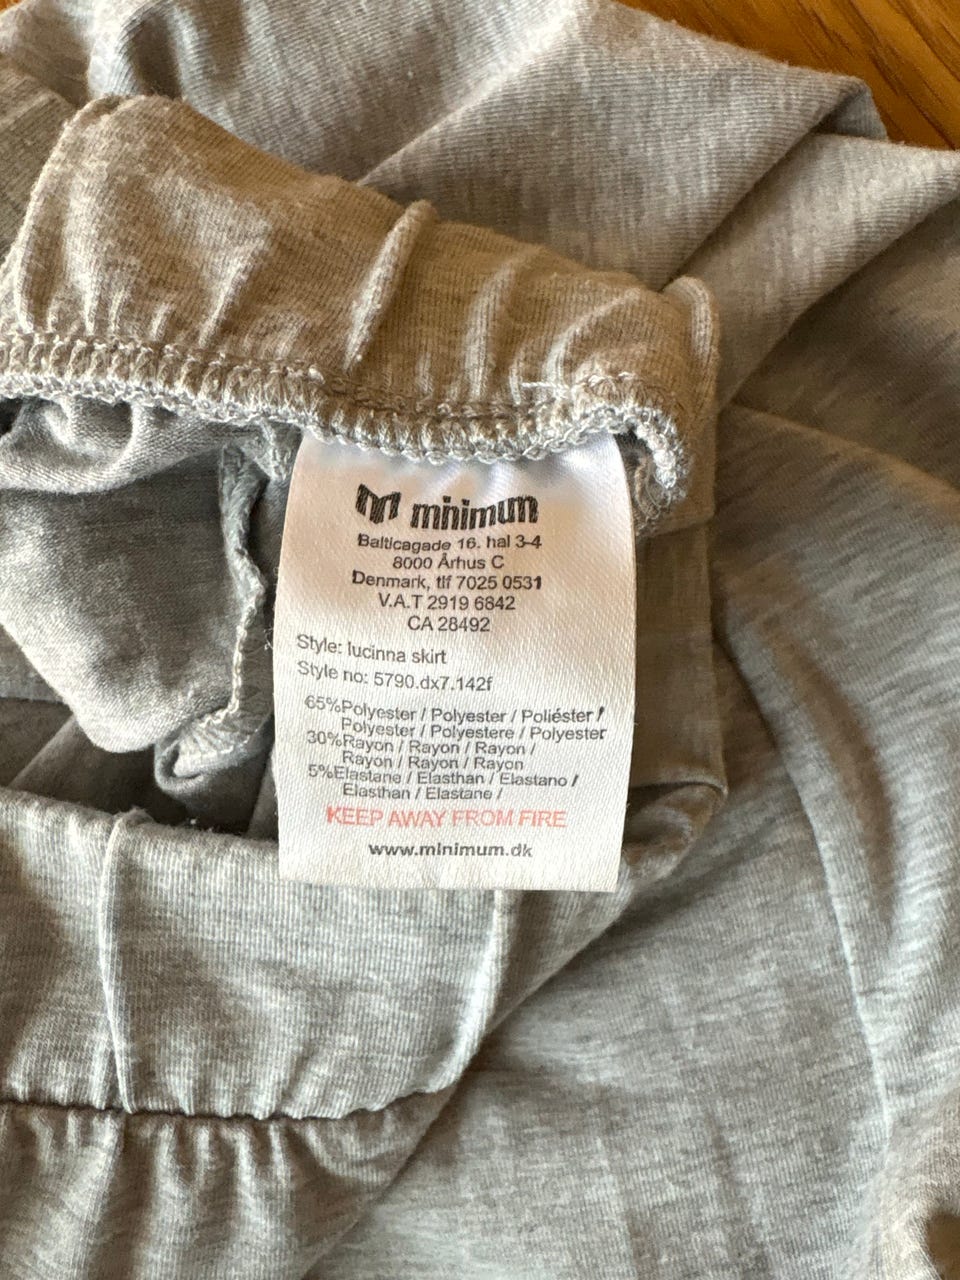 minimum
Balticagade 16. hal 3-4
8000 Århus C
Denmark, tlf 7025 0531
V.A.T 2919 6842
CA 28492
Style: lucinna skirt
Style no: 5790.dx7.142f
65%Polyester / Polyester / Poliéster /
Polyester / Polyestere / Polyester
30%Rayon / Rayon / Rayon /
Rayon / Rayon / Rayon
5%Elastane / Elasthan / Elastano /
Elasthan / Elastane /
KEEP AWAY FROM FIRE
www.minimum.dk